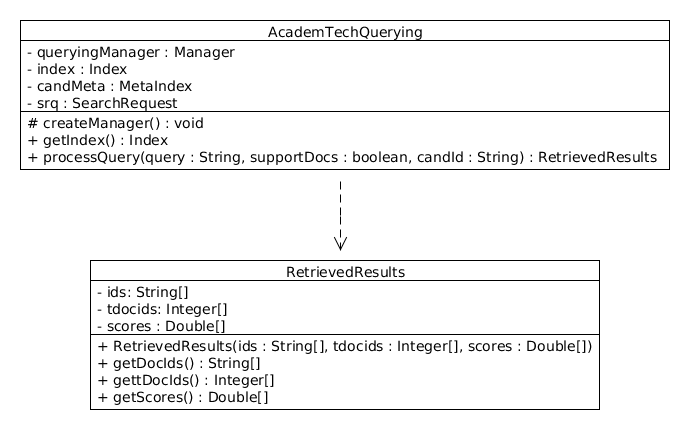 AcademTechQuerying
- queryingManager : Manager
- index : Index
- candMeta : MetaIndex
- srq : SearchRequest
# createManager() : void
+ getIndex() : Index
+ processQuery(query : String, supportDocs : boolean, candId : String) : RetrievedResults
RetrievedResults
- ids: String[]
- tdocids: Integer[]
- scores : Double[]
+ RetrievedResults(ids : String[], tdocids : Integer[], scores : Double[])
+ getDocIds() : String[]
+ gettDocIds() : Integer[]
+ getScores() : Double[]